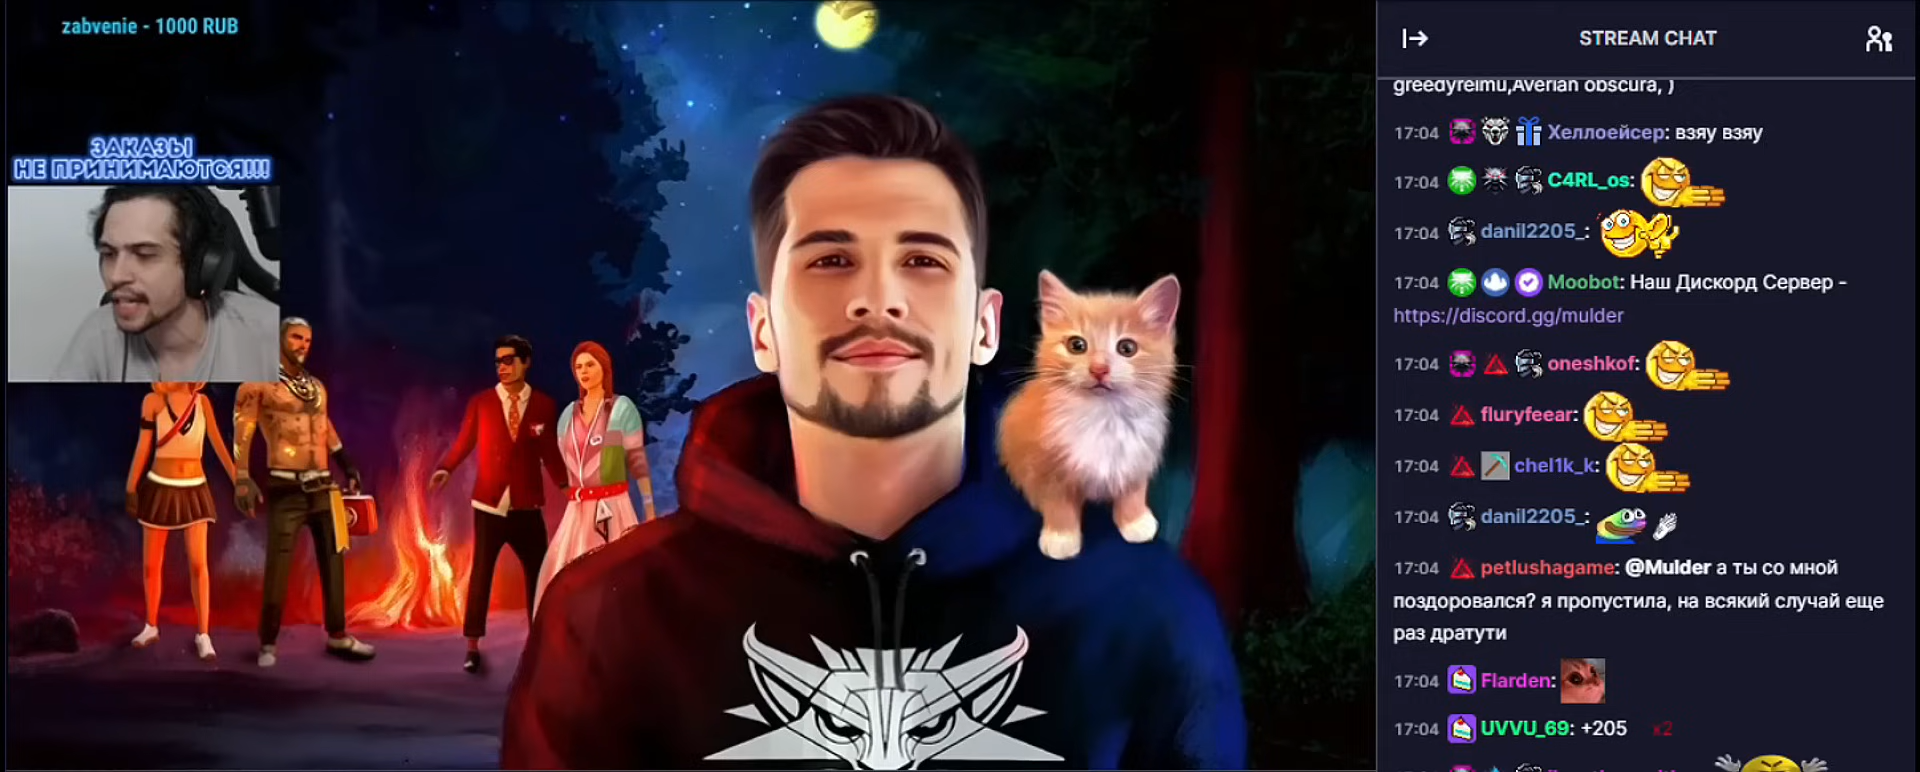 zabvenie - 1000 RUB
ЗАКАЗЫ
НЕ ПРИНИМАЮТСЯ!!!
STREAM CHAT
greedyreimu,Averian obscura, )
17:04 Хеллоейсер: взяу взяу
17:04 C4RL_os:
17:04 danil2205_:
17:04 Moobot: Наш Дискорд Сервер -
https://discord.gg/mulder
17:04 oneshkof:
17:04 fluryfeear:
17:04 chel1k_k:
17:04 danil2205_:
17:04 petlushagame: @Mulder а ты со мной
поздоровался? я пропустила, на всякий случай еще
раз дратути
17:04 Flarden:
17:04 UVVU_69: +205 x2